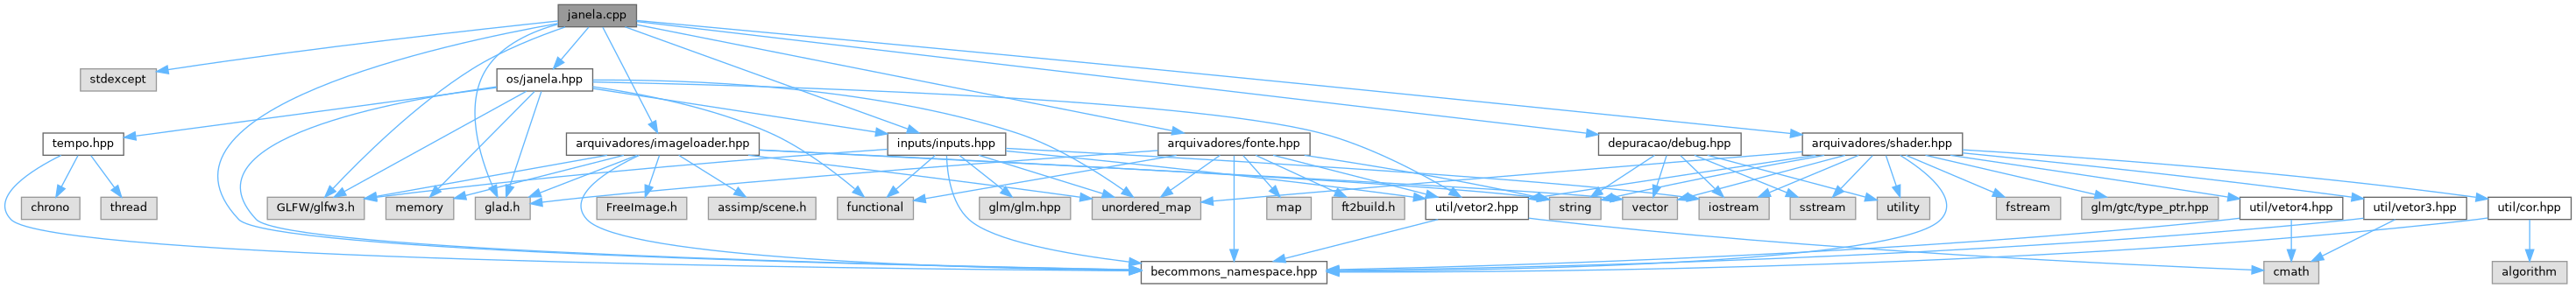 janela.cpp
stdexcept
os/janela.hpp
tempo.hpp
arquivadores/imageloader.hpp
inputs/inputs.hpp
arquivadores/fonte.hpp
depuracao/debug.hpp
arquivadores/shader.hpp
chrono
thread
GLFW/glfw3.h
memory
glad.h
FreeImage.h
assimp/scene.h
functional
glm/glm.hpp
unordered_map
map
ft2build.h
util/vetor2.hpp
string
vector
iostream
sstream
utility
fstream
glm/gtc/type_ptr.hpp
util/vetor4.hpp
util/vetor3.hpp
util/cor.hpp
becommons_namespace.hpp
cmath
algorithm